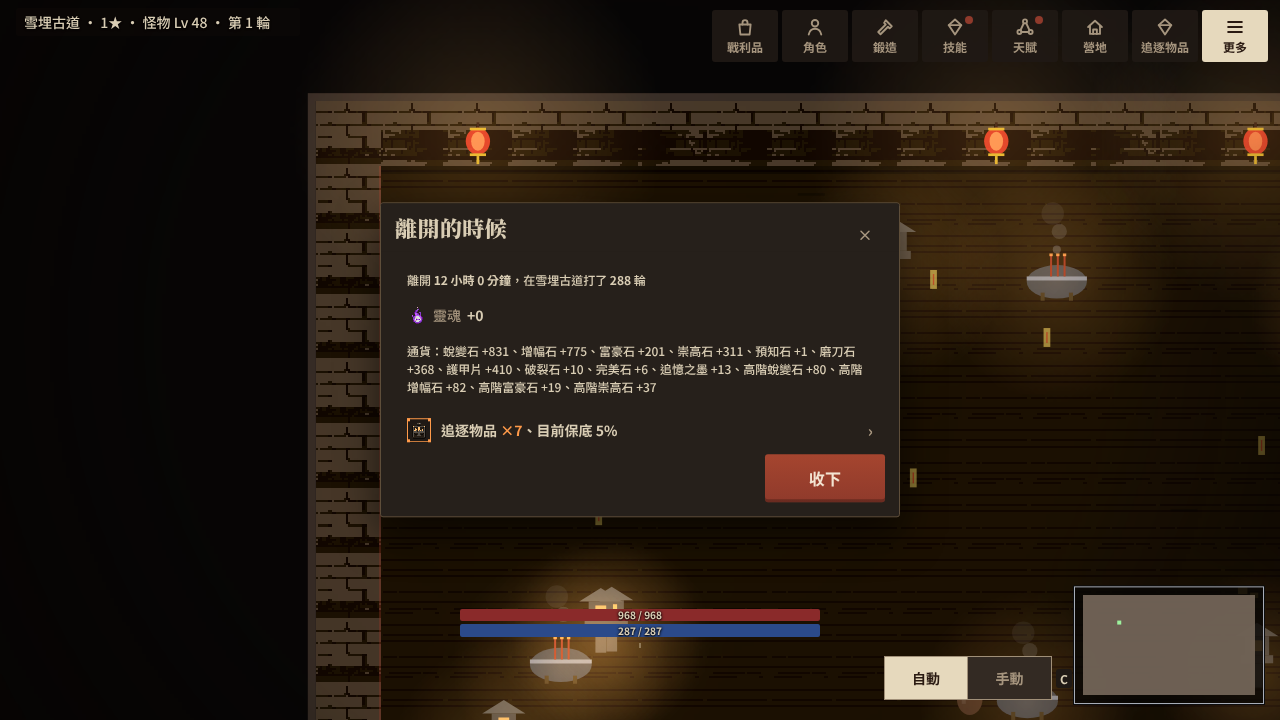 雪埋古道 · 1★ · 怪物 Lv 48 · 第 1 輪
戰利品
角色
鍛造
技能
天賦
營地
追逐物品
更多
離開的時候
×
離開 12 小時 0 分鐘，在雪埋古道打了 288 輪
靈魂 +0
通貨：蛻變石 +831、增幅石 +775、富豪石 +201、崇高石 +311、預知石 +1、磨刀石
+368、護甲片 +410、破裂石 +10、完美石 +6、追憶之墨 +13、高階蛻變石 +80、高階
增幅石 +82、高階富豪石 +19、高階崇高石 +37
追逐物品 ×7、目前保底 5%
收下
968 / 968
287 / 287
自動
手動
C